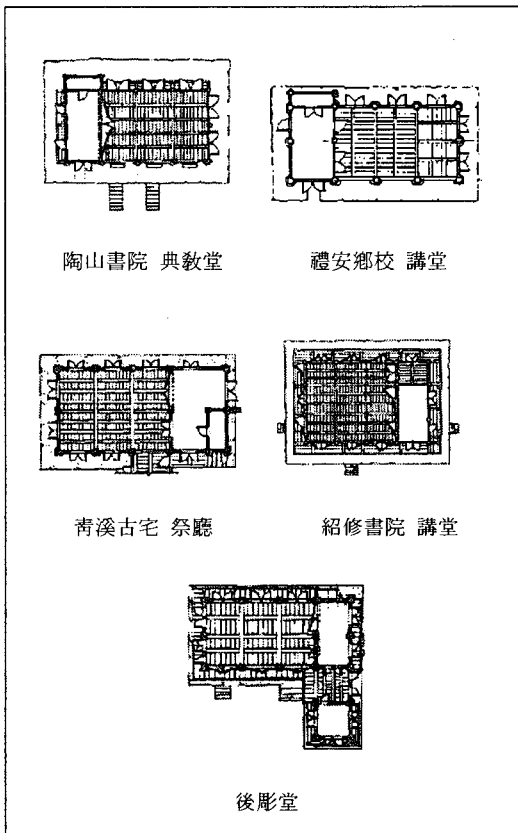 陶山書院 典敎堂
禮安鄕校 講堂
靑溪古宅 祭廳
紹修書院 講堂
後彫堂